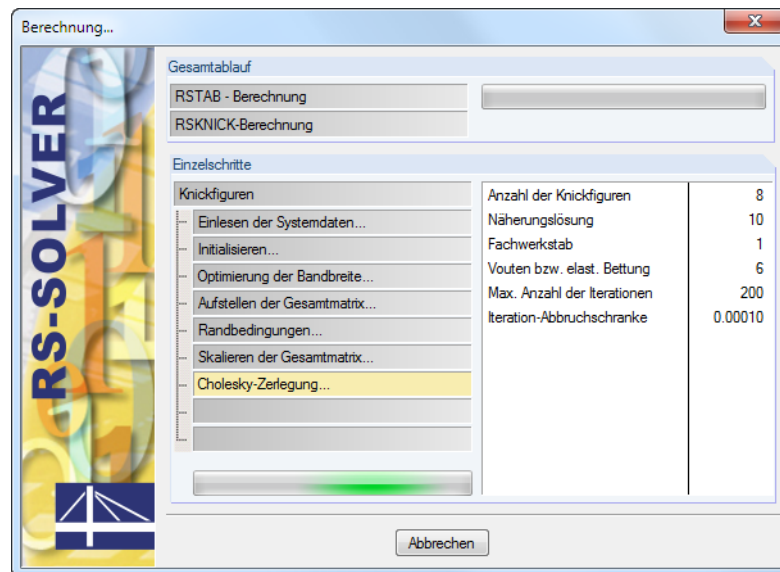 Berechnung...
RS-SOLVER
Gesamtablauf
RSTAB - Berechnung
RSKNICK-Berechnung
Einzelschritte
Knickfiguren
Einlesen der Systemdaten...
Initialisieren...
Optimierung der Bandbreite...
Aufstellen der Gesamtmatrix...
Randbedingungen...
Skalieren der Gesamtmatrix...
Cholesky-Zerlegung...
Anzahl der Knickfiguren 8
Näherungslösung 10
Fachwerkstab 1
Vouten bzw. elast. Bettung 6
Max. Anzahl der Iterationen 200
Iteration-Abbruchschranke 0.00010
Abbrechen